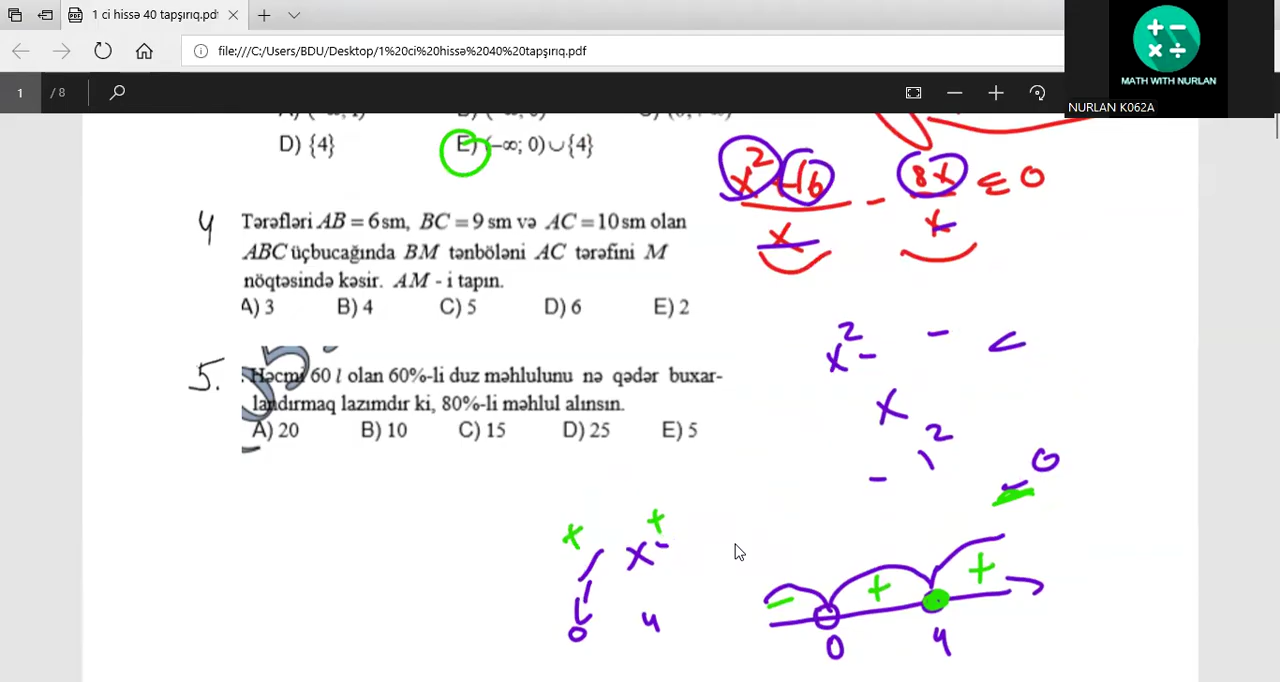 1 ci hissə 40 tapşırıq.pdf
file:///C:/Users/BDU/Desktop/1%20ci%20hissə%2040%20tapşırıq.pdf
1 / 8
MATH WITH NURLAN
NURLAN K062A
D) {4} E) (−∞; 0)∪{4}
x² -16 - 8x ≤ 0
x x
4 Tərəfləri AB = 6 sm, BC = 9 sm və AC = 10 sm olan
ABC üçbucağında BM tənböləni AC tərəfini M
nöqtəsində kəsir. AM - i tapın.
A) 3 B) 4 C) 5 D) 6 E) 2
x² - - <
5. Həcmi 60 l olan 60%-li duz məhlulunu nə qədər buxar-
landırmaq lazımdır ki, 80%-li məhlul alınsın.
A) 20 B) 10 C) 15 D) 25 E) 5
x
2
- 0
+ +
x -
- + +
0 4
0 4